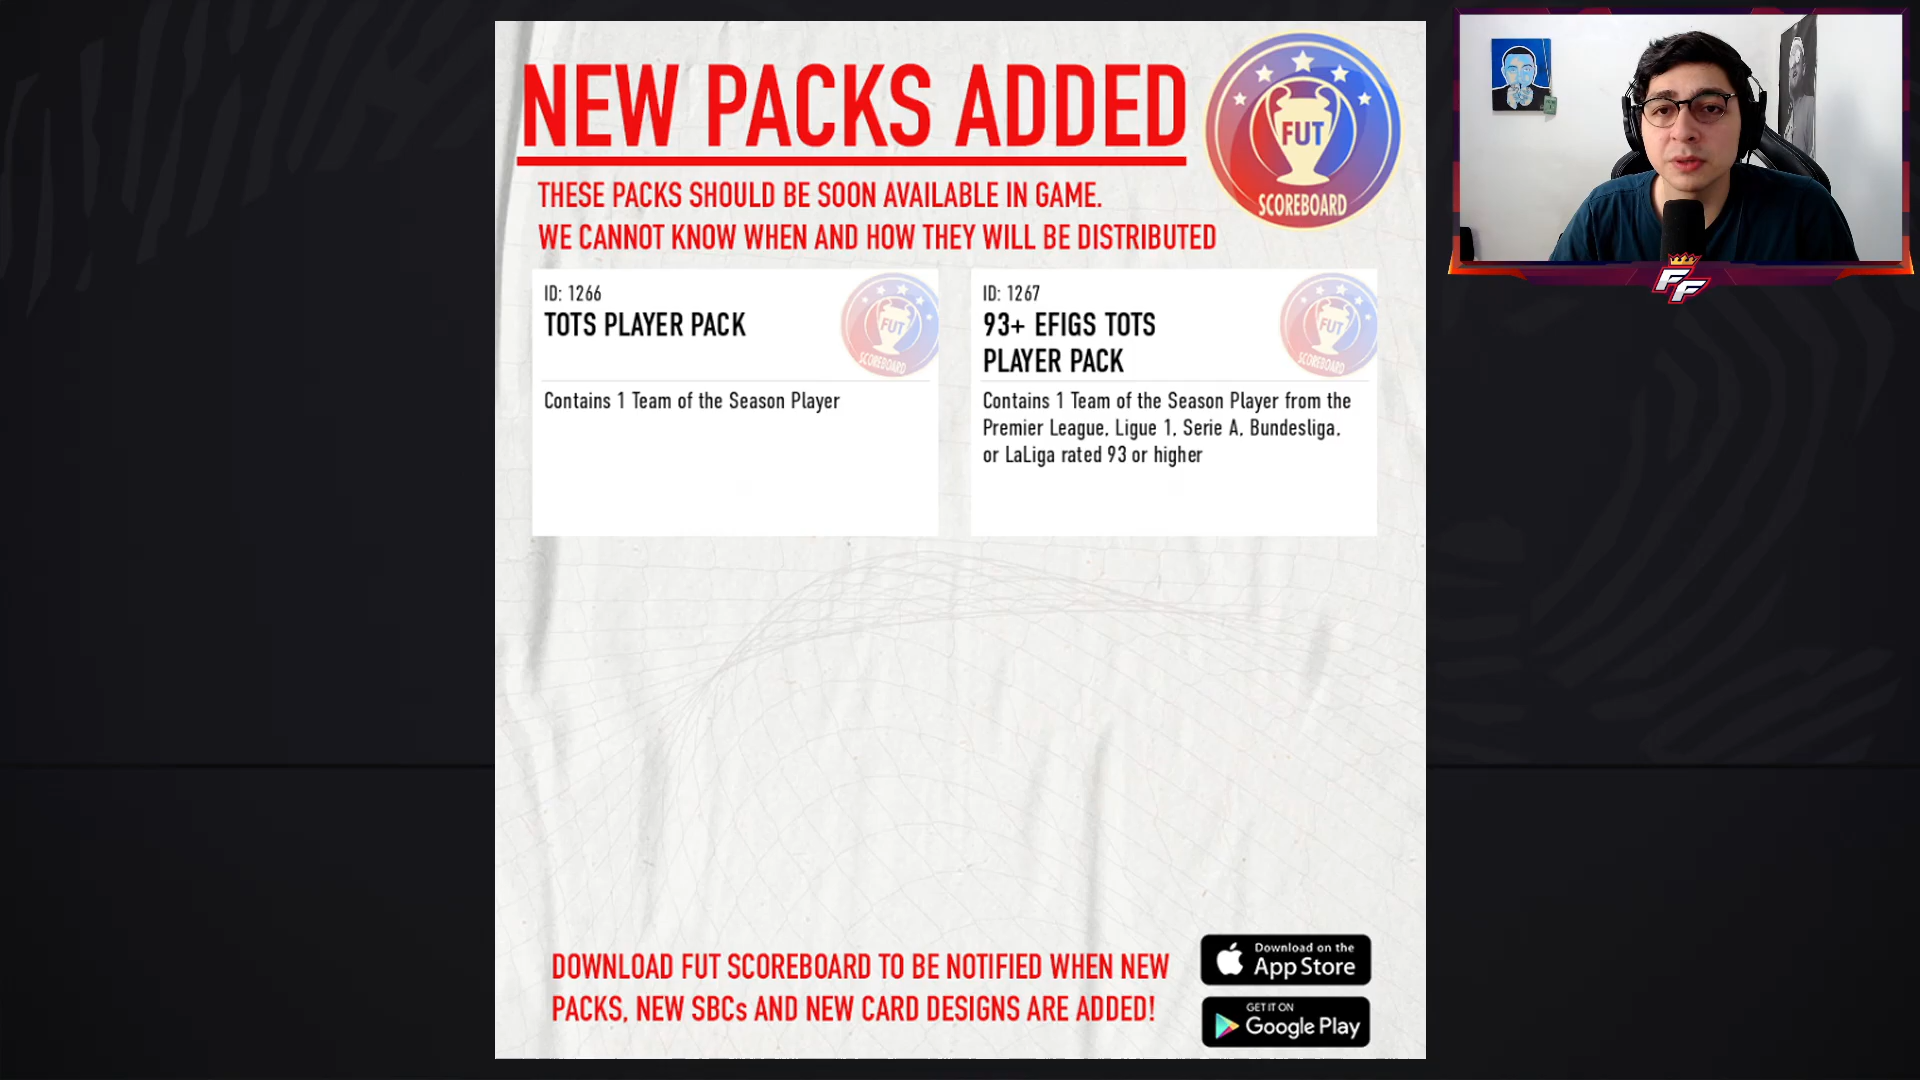 NEW PACKS ADDED
FUT
SCOREBOARD
THESE PACKS SHOULD BE SOON AVAILABLE IN GAME.
WE CANNOT KNOW WHEN AND HOW THEY WILL BE DISTRIBUTED
ID: 1266
TOTS PLAYER PACK
FUT
SCOREBOARD
Contains 1 Team of the Season Player
ID: 1267
93+ EFIGS TOTS
PLAYER PACK
FUT
SCOREBOARD
Contains 1 Team of the Season Player from the
Premier League, Ligue 1, Serie A, Bundesliga,
or LaLiga rated 93 or higher
DOWNLOAD FUT SCOREBOARD TO BE NOTIFIED WHEN NEW
PACKS, NEW SBCs AND NEW CARD DESIGNS ARE ADDED!
Download on the
App Store
GET IT ON
Google Play
FF